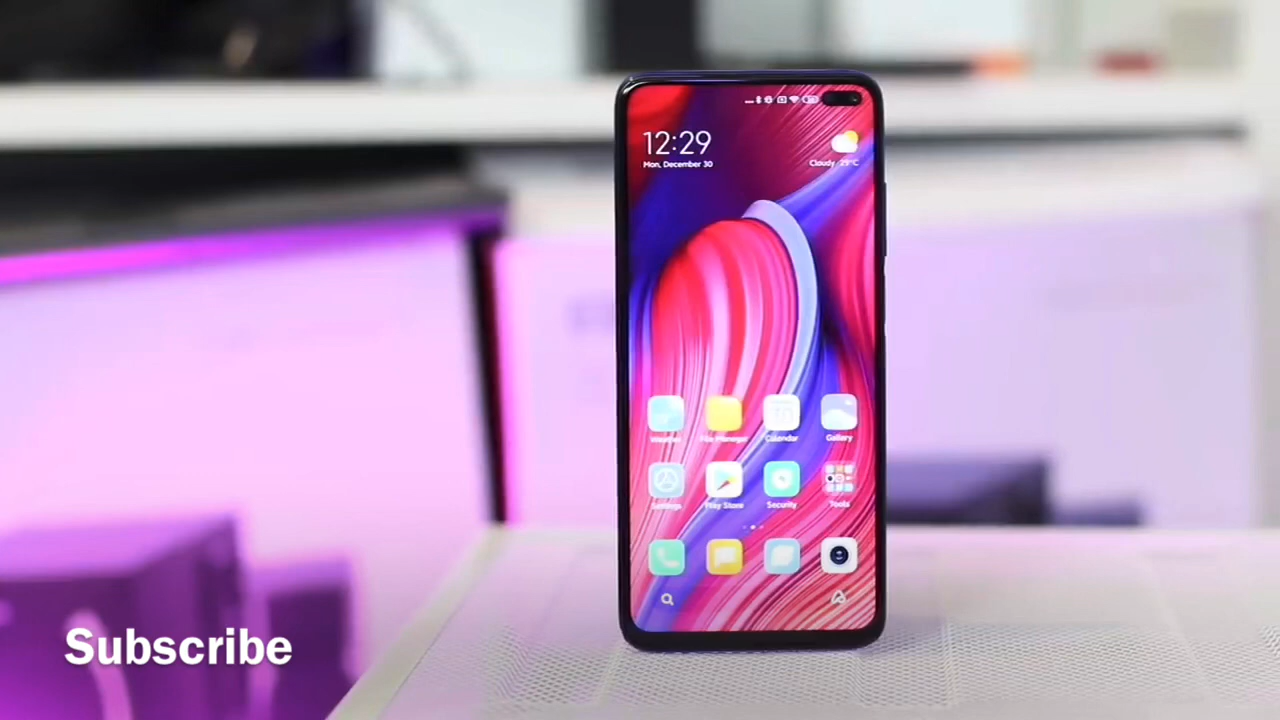 12:29
Mon, December 30
Cloudy 29°C
Weather File Manager Calendar Gallery
Settings Play Store Security Tools
Subscribe